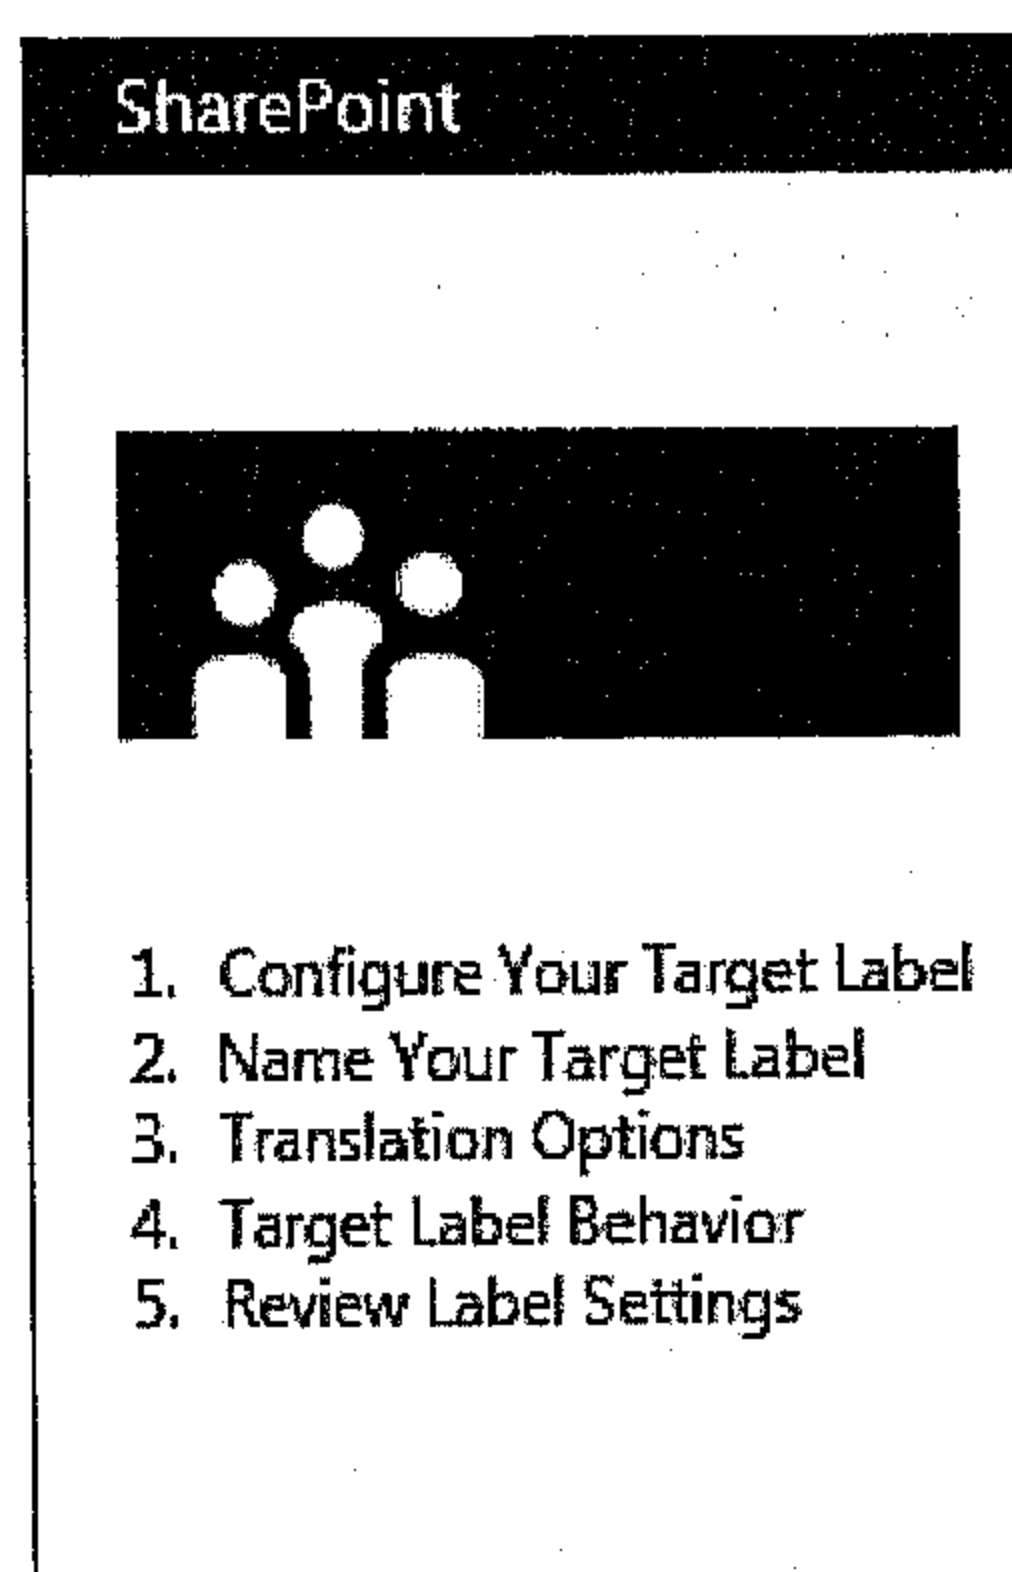 SharePoint
1. Configure Your Target Label
2. Name Your Target Label
3. Translation Options
4. Target Label Behavior
5. Review Label Settings